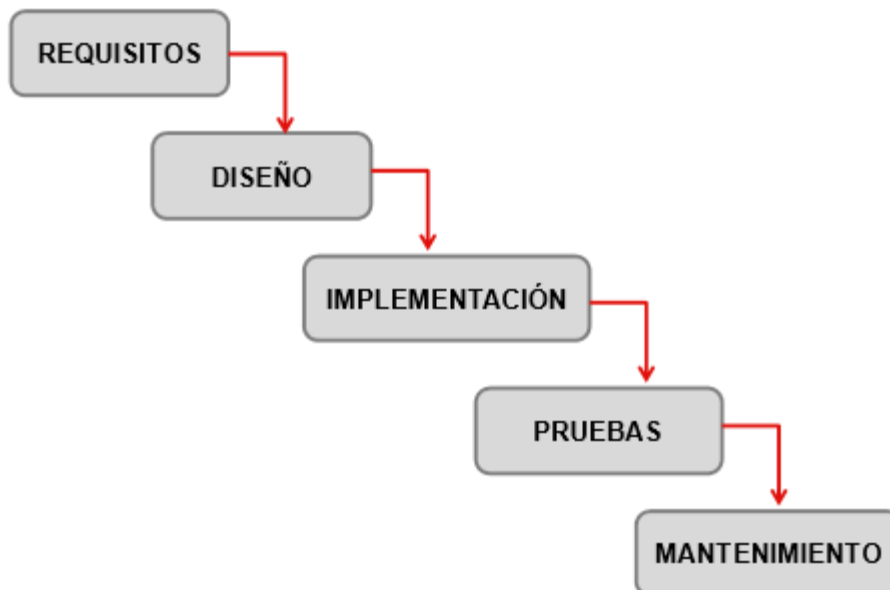 REQUISITOS
DISEÑO
IMPLEMENTACIÓN
PRUEBAS
MANTENIMIENTO